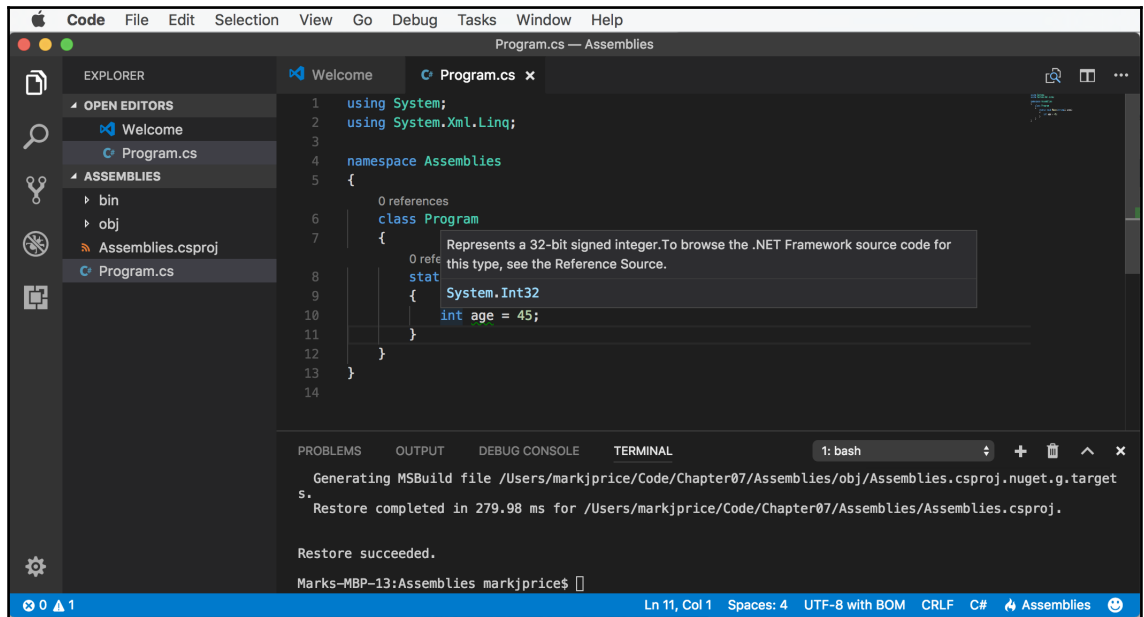 Code File Edit Selection View Go Debug Tasks Window Help
Program.cs — Assemblies
EXPLORER
OPEN EDITORS
Welcome
Program.cs
ASSEMBLIES
bin
obj
Assemblies.csproj
Program.cs
Welcome Program.cs
1 using System;
2 using System.Xml.Linq;
3
4 namespace Assemblies
5 {
0 references
6 class Program
7 {
0 refe
Represents a 32-bit signed integer.To browse the .NET Framework source code for
this type, see the Reference Source.
System.Int32
8 stat
9 {
10 int age = 45;
11 }
12 }
13 }
14
PROBLEMS OUTPUT DEBUG CONSOLE TERMINAL 1: bash
Generating MSBuild file /Users/markjprice/Code/Chapter07/Assemblies/obj/Assemblies.csproj.nuget.g.target
s.
Restore completed in 279.98 ms for /Users/markjprice/Code/Chapter07/Assemblies/Assemblies.csproj.
Restore succeeded.
Marks-MBP-13:Assemblies markjprice$
0 1 Ln 11, Col 1 Spaces: 4 UTF-8 with BOM CRLF C# Assemblies